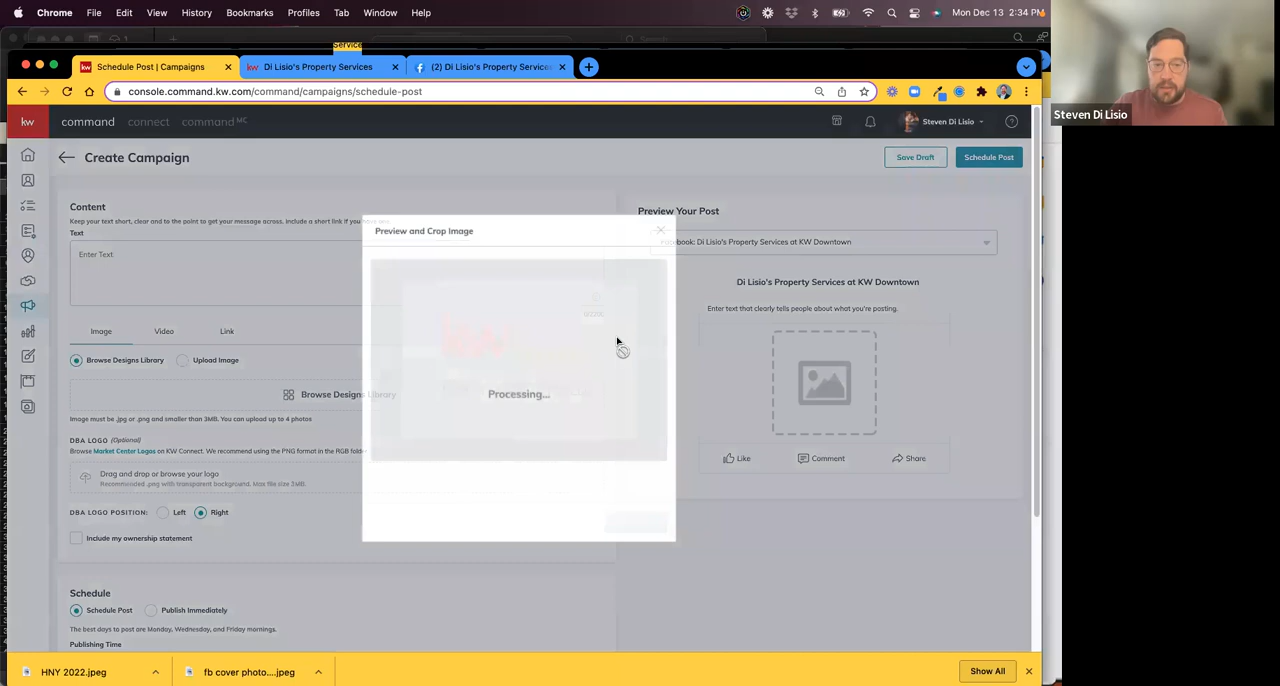 Chrome File Edit View History Bookmarks Profiles Tab Window Help Mon Dec 13 2:34 PM
Search
Service
Schedule Post | Campaigns Di Lisio's Property Services (2) Di Lisio's Property Services
console.command.kw.com/command/campaigns/schedule-post
kw command connect command MC Steven Di Lisio
Steven Di Lisio
Create Campaign Save Draft Schedule Post
Content
Keep your text short, clear and to the point to get your message across. Include a short link if you
Text
Enter Text
Image Video Link
Browse Designs Library Upload Image
Browse Designs Library
Image must be .jpg or .png and smaller than 3MB. You can upload up to 4 photos
DBA LOGO (Optional)
Browse Market Center Logos on KW Connect. We recommend using the PNG format in the RGB folder
Drag and drop or browse your logo
Recommended .png with transparent background. Max file size 3MB.
DBA LOGO POSITION: Left Right
Include my ownership statement
Schedule
Schedule Post Publish Immediately
The best days to post are Monday, Wednesday, and Friday mornings.
Publishing Time
Preview and Crop Image
kw
Processing...
Preview Your Post
Facebook: Di Lisio's Property Services at KW Downtown
Di Lisio's Property Services at KW Downtown
Enter text that clearly tells people about what you're posting.
Like Comment Share
HNY 2022.jpeg fb cover photo....jpeg Show All